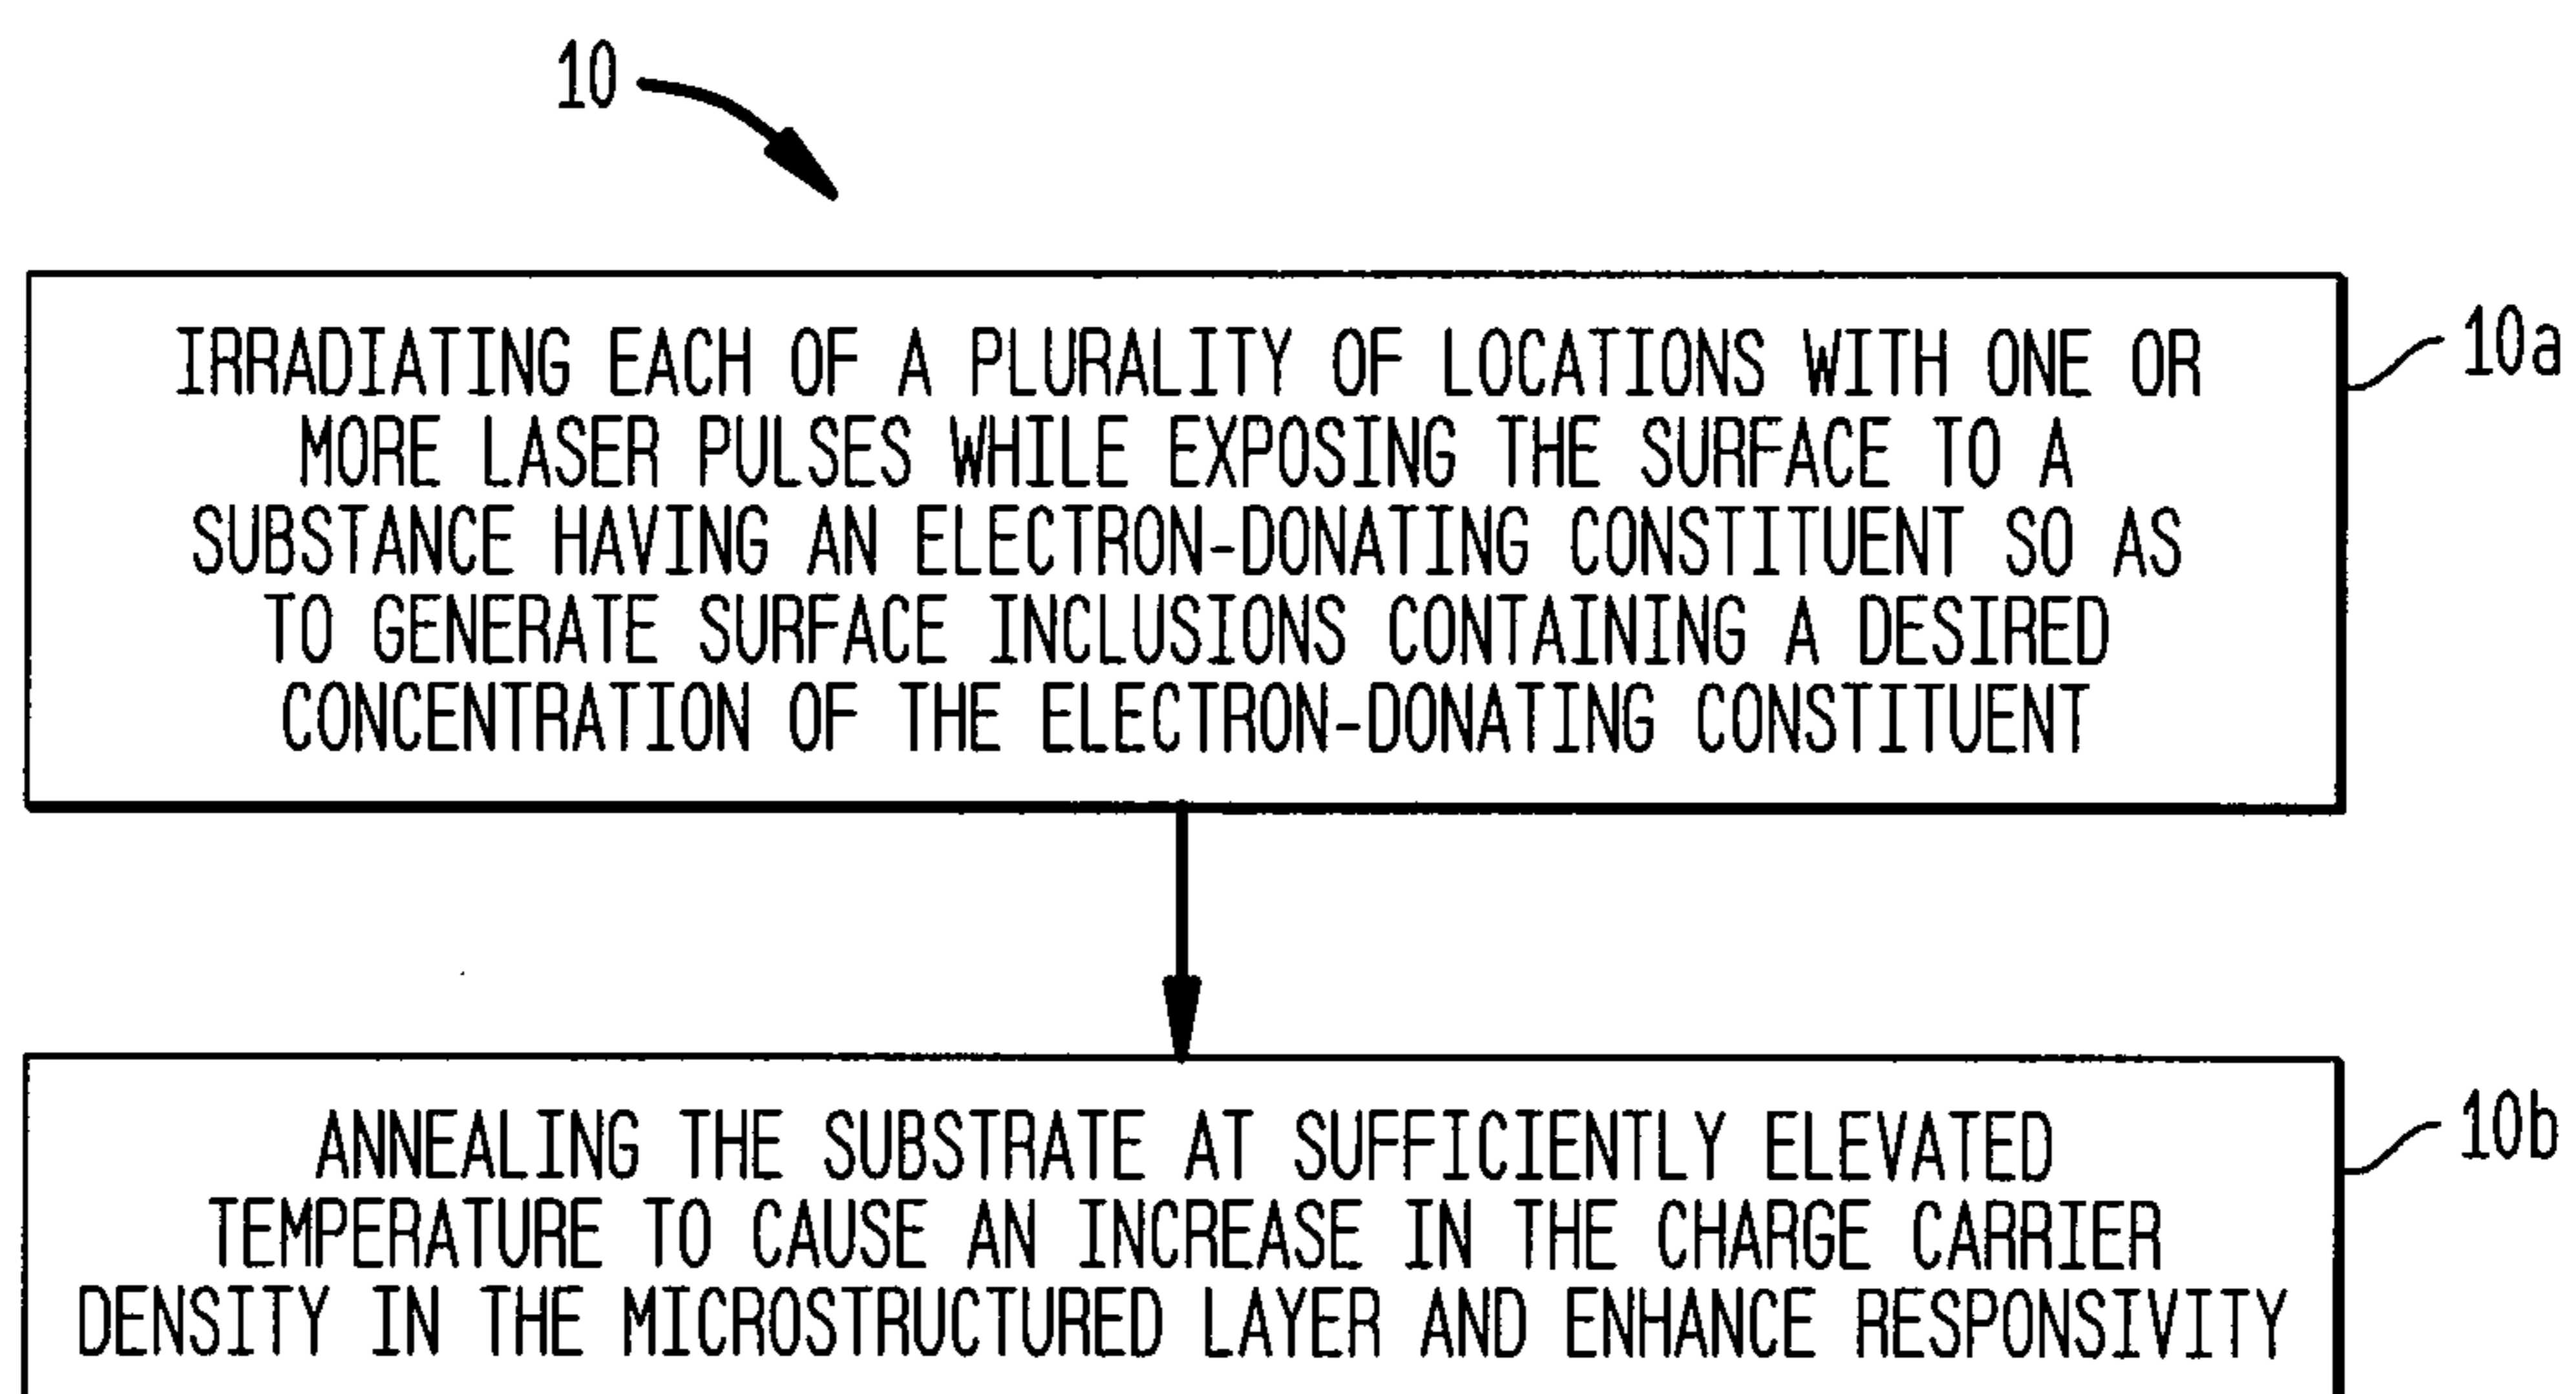 10
IRRADIATING EACH OF A PLURALITY OF LOCATIONS WITH ONE OR
MORE LASER PULSES WHILE EXPOSING THE SURFACE TO A
SUBSTANCE HAVING AN ELECTRON-DONATING CONSTITUENT SO AS
TO GENERATE SURFACE INCLUSIONS CONTAINING A DESIRED
CONCENTRATION OF THE ELECTRON-DONATING CONSTITUENT
10a
ANNEALING THE SUBSTRATE AT SUFFICIENTLY ELEVATED
TEMPERATURE TO CAUSE AN INCREASE IN THE CHARGE CARRIER
DENSITY IN THE MICROSTRUCTURED LAYER AND ENHANCE RESPONSIVITY
10b